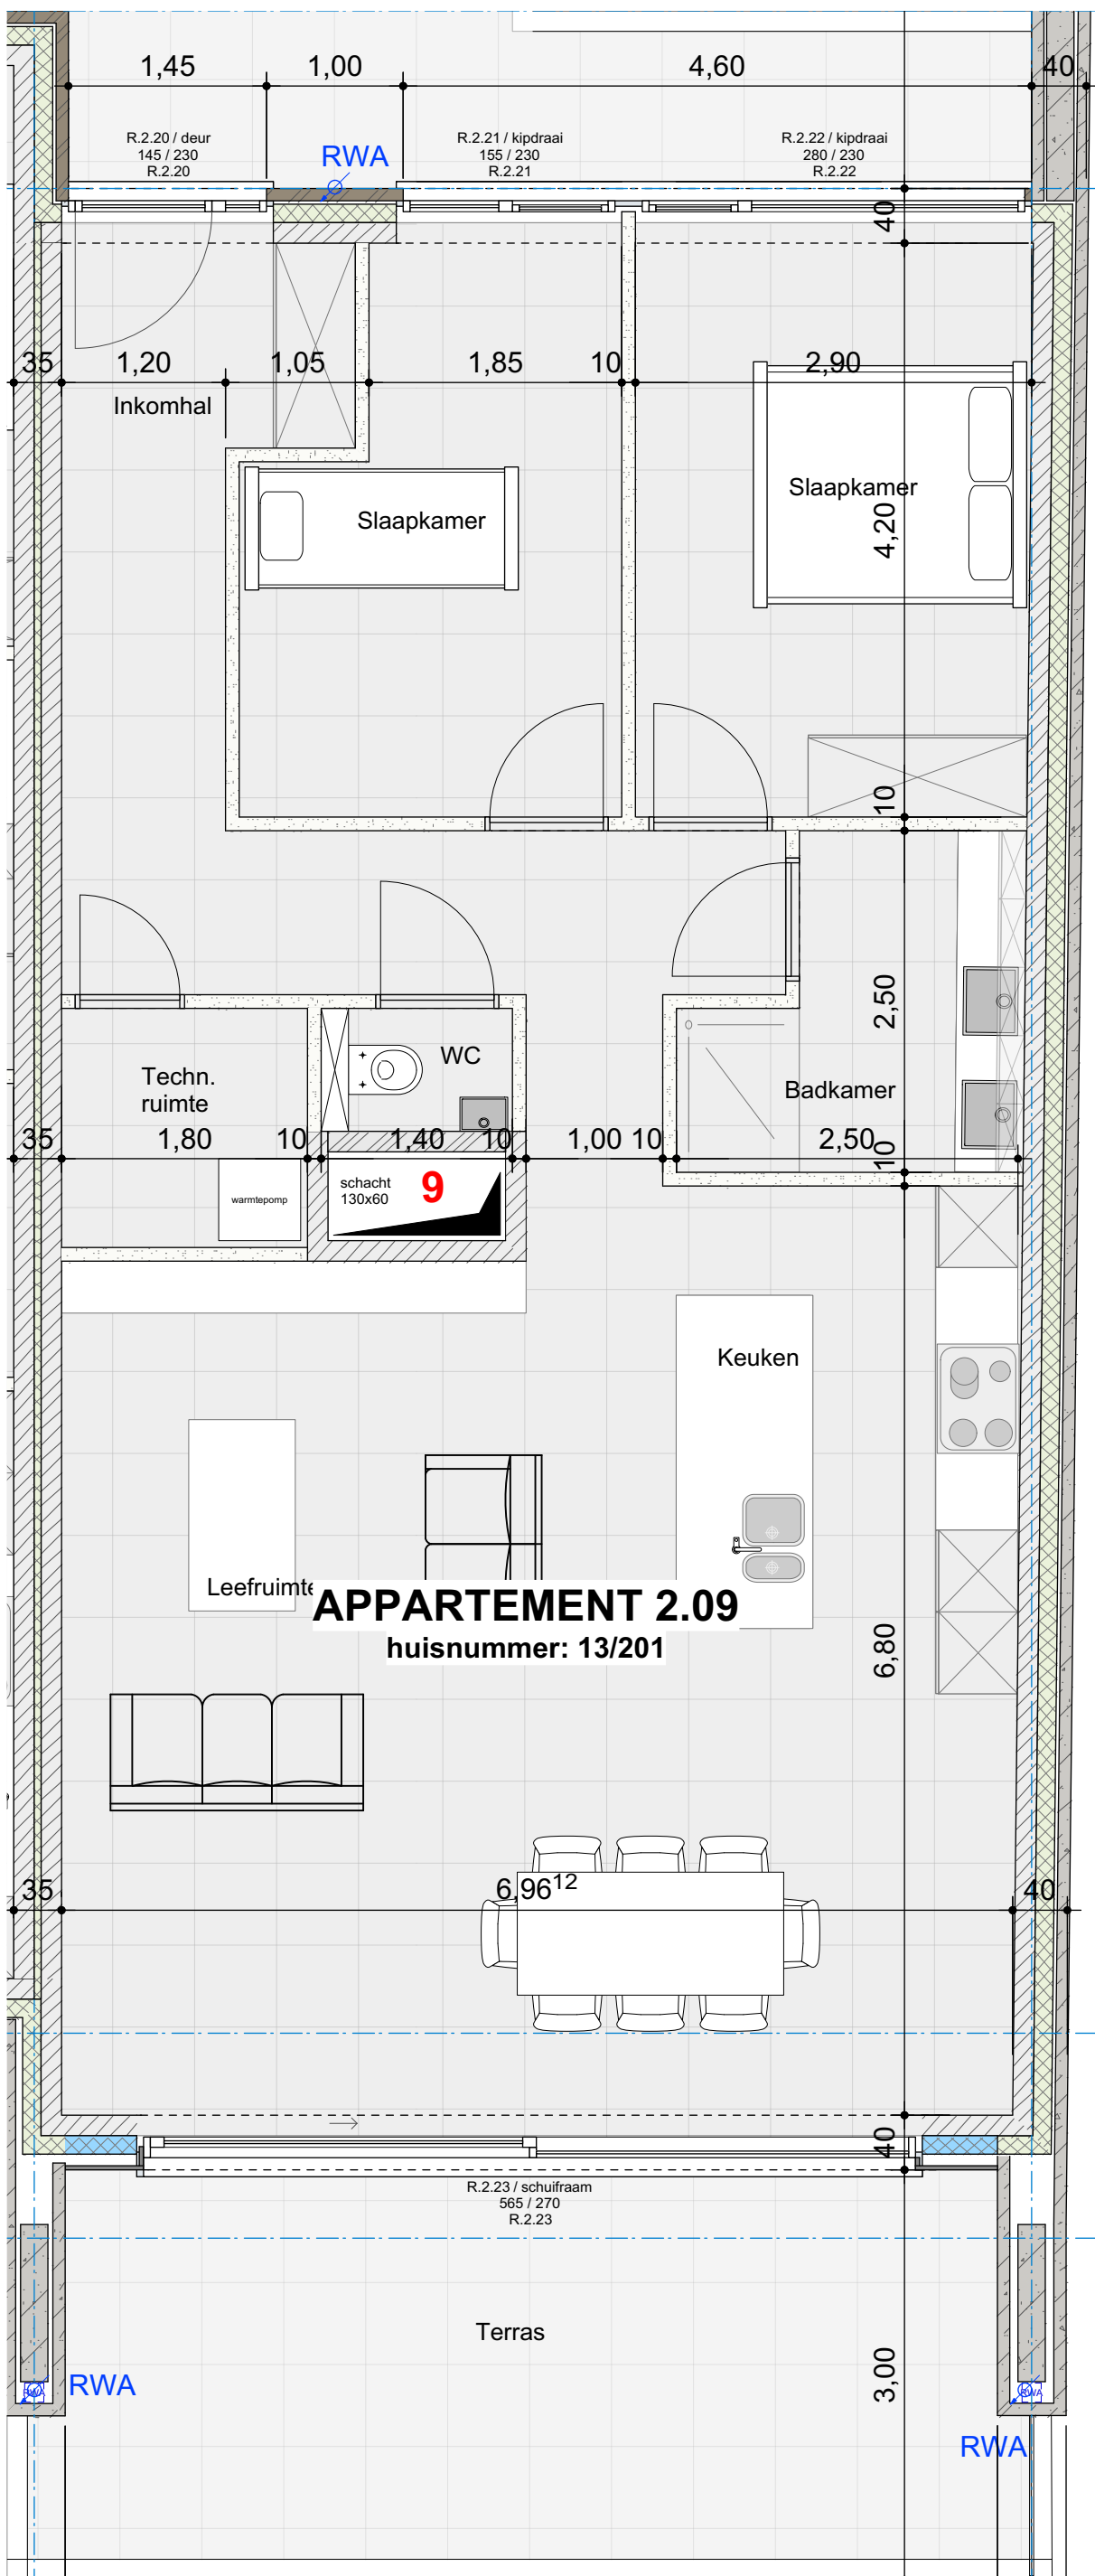 1,45
1,00
4,60
40
R.2.20 / deur
145 / 230
R.2.20
RWA
R.2.21 / kipdraai
155 / 230
R.2.21
R.2.22 / kipdraai
280 / 230
R.2.22
40
35
1,20
1,05
1,85
10
2,90
Inkomhal
Slaapkamer
Slaapkamer
4,20
10
2,50
WC
Techn.
ruimte
Badkamer
35
1,80
10
1,40
10
1,00
10
2,50
10
schacht
130x60
9
warmtepomp
Keuken
Leefruimte
APPARTEMENT 2.09
huisnummer: 13/201
6,80
35
6,96¹²
40
40
R.2.23 / schuifraam
565 / 270
R.2.23
Terras
3,00
RWA
RWA
RWA
RWA